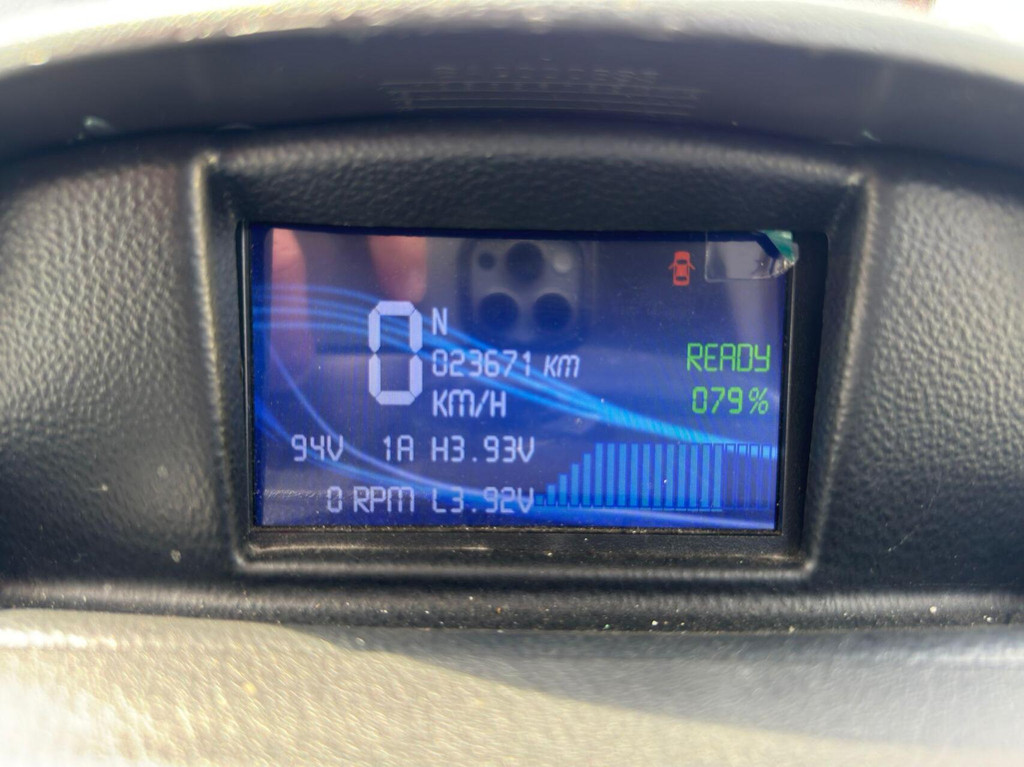 0 N
023671 KM
KM/H
READY
079%
94V 1A H3.93V
0 RPM L3.92V